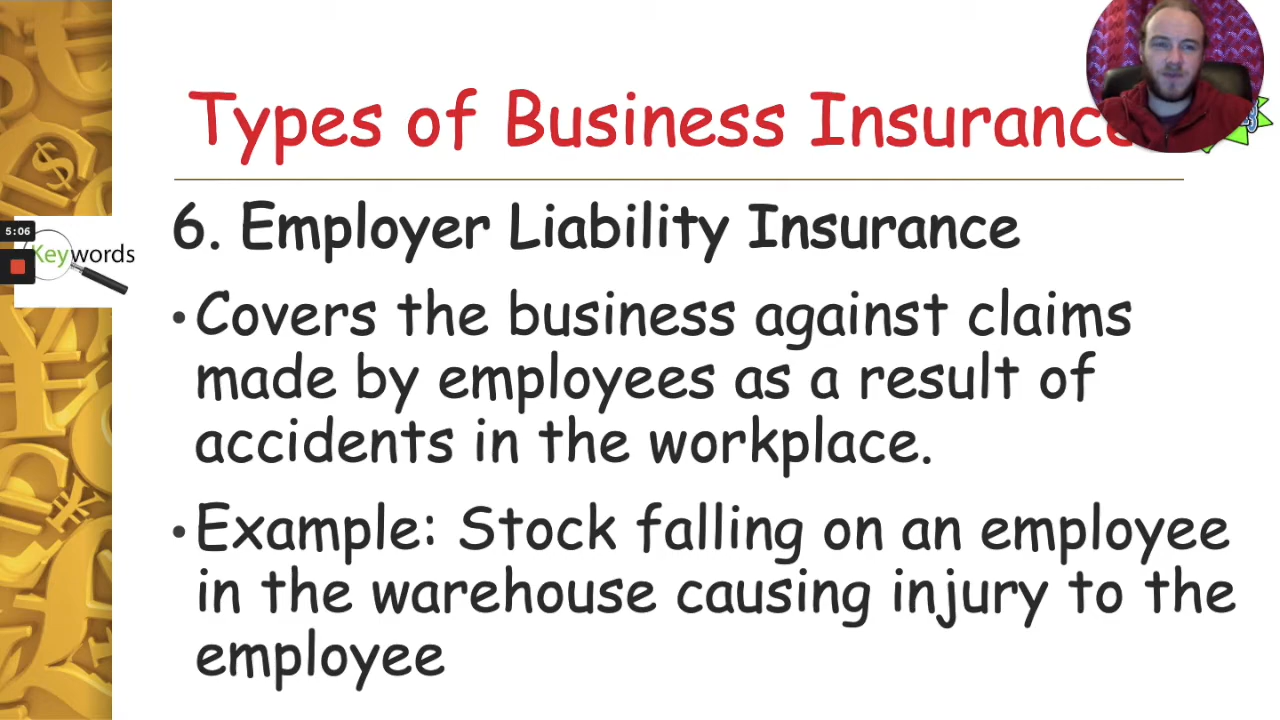 Types of Business Insurance
5:06
Keywords
6. Employer Liability Insurance
•Covers the business against claims
made by employees as a result of
accidents in the workplace.
•Example: Stock falling on an employee
in the warehouse causing injury to the
employee